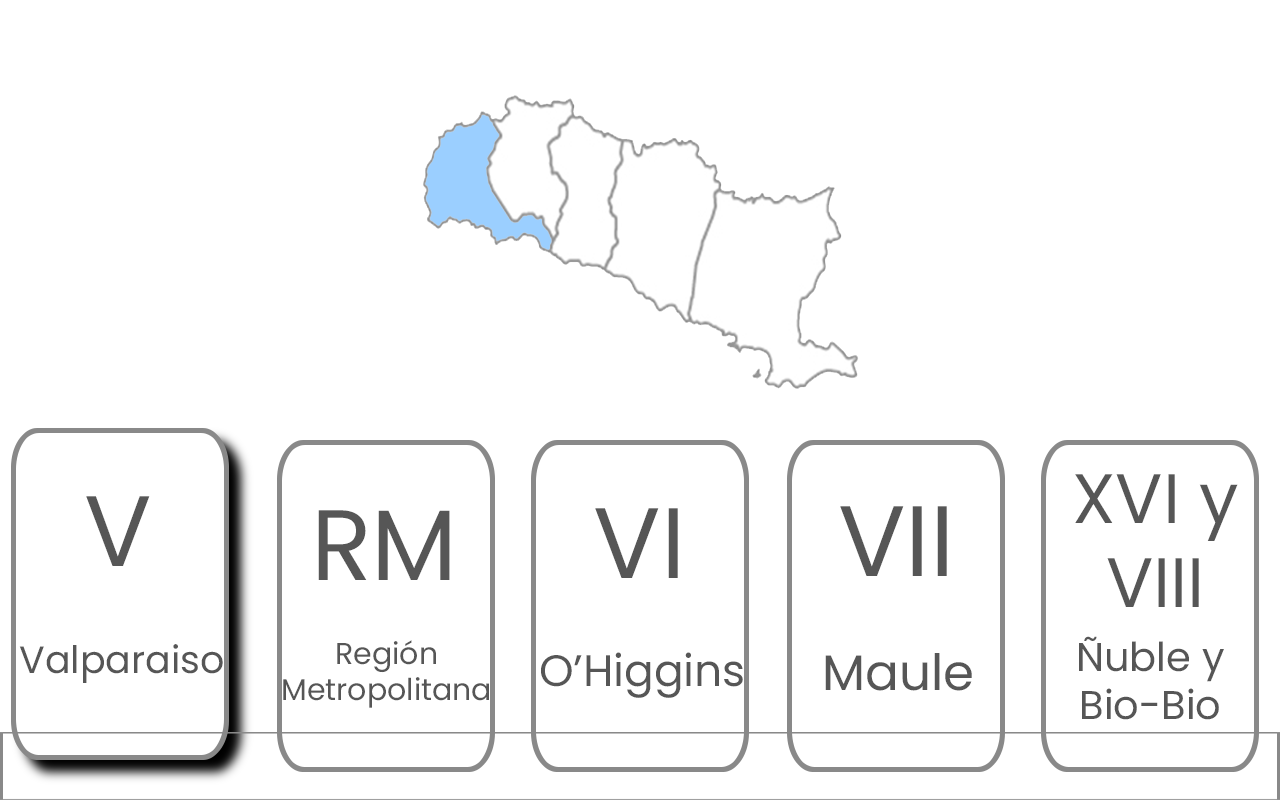 V
Valparaiso
RM
Región
Metropolitana
VI
O’Higgins
VII
Maule
XVI y
VIII
Ñuble y
Bio-Bio